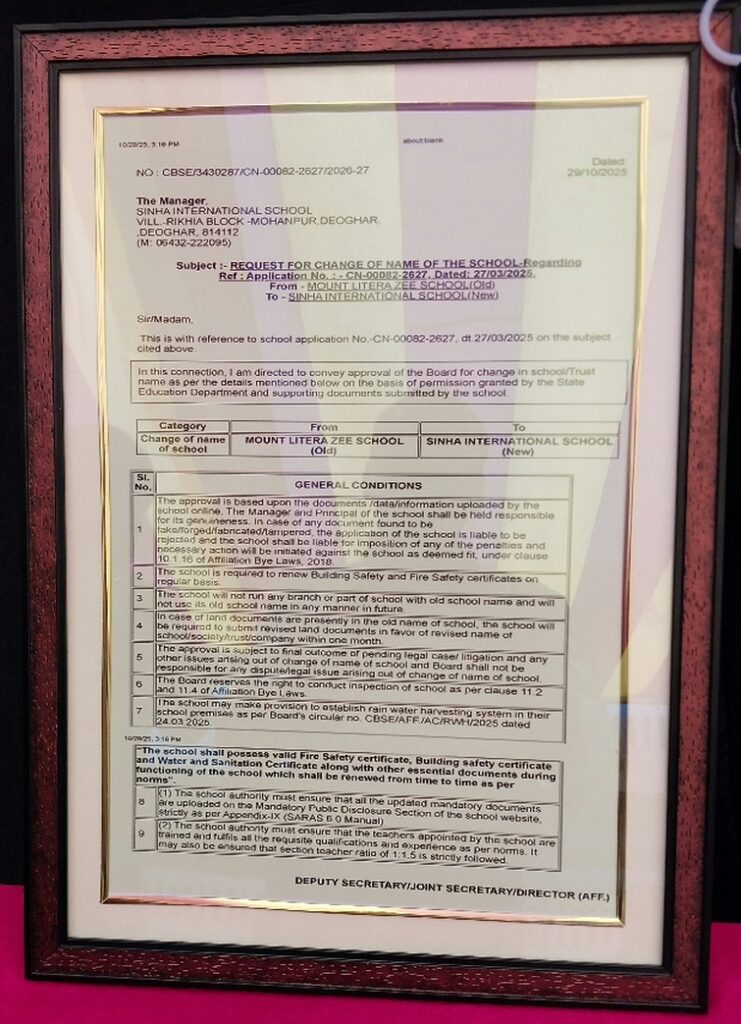 10/29/25, 3:16 PM
about:blank
NO : CBSE/3430287/CN-00082-2627/2026-27
Dated:
29/10/2025
The Manager,
SINHA INTERNATIONAL SCHOOL
VILL.-RIKHIA BLOCK -MOHANPUR,DEOGHAR,
,DEOGHAR, 814112
(M: 06432-222095)
Subject :- REQUEST FOR CHANGE OF NAME OF THE SCHOOL-Regarding
Ref : Application No. : - CN-00082-2627, Dated: 27/03/2025.
From - MOUNT LITERA ZEE SCHOOL(Old)
To - SINHA INTERNATIONAL SCHOOL(New)
Sir/Madam,
This is with reference to school application No.-CN-00082-2627, dt.27/03/2025 on the subject
cited above.
In this connection, I am directed to convey approval of the Board for change in school/Trust
name as per the details mentioned below on the basis of permission granted by the State
Education Department and supporting documents submitted by the school.
Category From To
Change of name MOUNT LITERA ZEE SCHOOL SINHA INTERNATIONAL SCHOOL
of school (Old) (New)
Sl.
No. GENERAL CONDITIONS
The approval is based upon the documents /data/information uploaded by the
school online. The Manager and Principal of the school shall be held responsible
for its genuineness. In case of any document found to be
1 fake/forged/fabricated/tampered, the application of the school is liable to be
rejected and the school shall be liable for imposition of any of the penalties and
necessary action will be initiated against the school as deemed fit, under clause
10.1.16 of Affiliation Bye Laws, 2018.
2 The school is required to renew Building Safety and Fire Safety certificates on
regular basis.
3 The school will not run any branch or part of school with old school name and will
not use its old school name in any manner in future.
In case of land documents are presently in the old name of school, the school will
4 be required to submit revised land documents in favor of revised name of
school/society/trust/company within one month.
The approval is subject to final outcome of pending legal case/ litigation and any
5 other issues arising out of change of name of school and Board shall not be
responsible for any dispute/legal issue arising out of change of name of school.
6 The Board reserves the right to conduct inspection of school as per clause 11.2
and 11.4 of Affiliation Bye Laws.
The school may make provision to establish rain water harvesting system in their
7 school premises as per Board's circular no. CBSE/AFF./AC/RWH/2025 dated
24.03.2025.
10/29/25, 3:16 PM
"The school shall possess valid Fire Safety certificate, Building safety certificate
and Water and Sanitation Certificate along with other essential documents during
functioning of the school which shall be renewed from time to time as per
norms".
(1) The school authority must ensure that all the updated mandatory documents
8 are uploaded on the Mandatory Public Disclosure Section of the school website,
strictly as per Appendix-IX (SARAS 6.0 Manual)
(2) The school authority must ensure that the teachers appointed by the school are
9 trained and fulfils all the requisite qualifications and experience as per norms. It
may also be ensured that section teacher ratio of 1:1.5 is strictly followed.
DEPUTY SECRETARY/JOINT SECRETARY/DIRECTOR (AFF.)